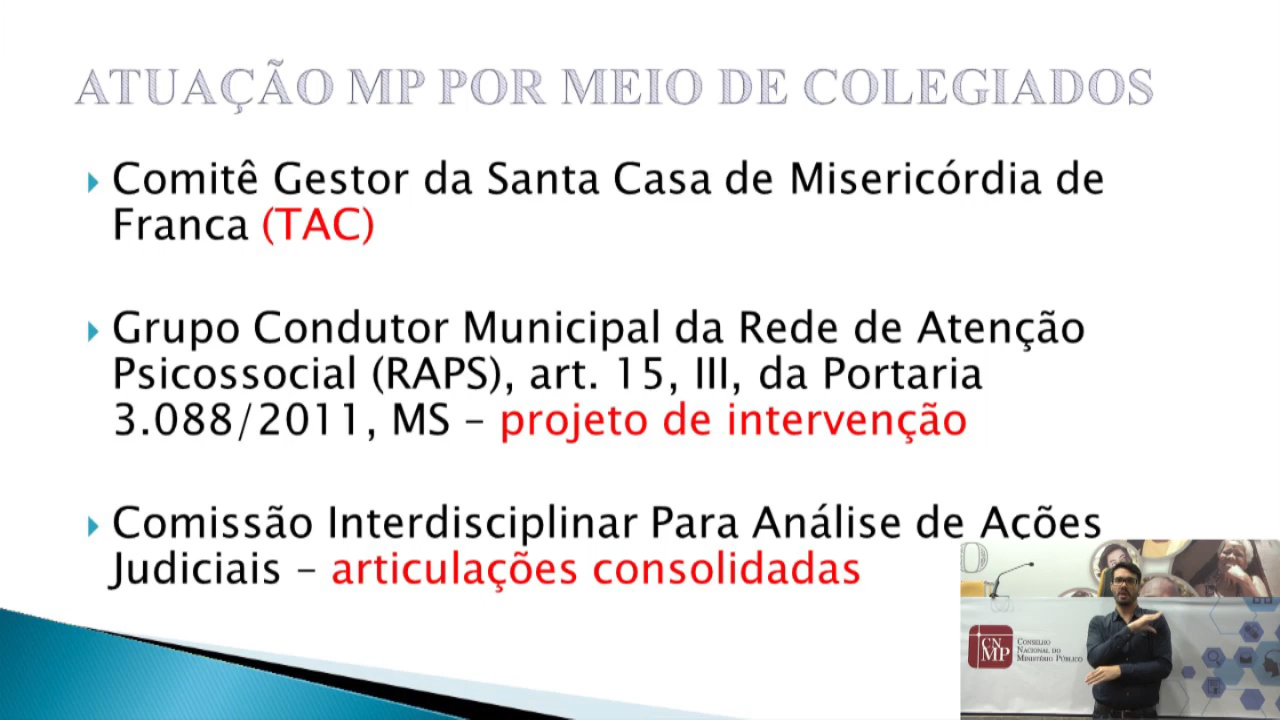 ATUAÇÃO MP POR MEIO DE COLEGIADOS
Comitê Gestor da Santa Casa de Misericórdia de
Franca (TAC)
Grupo Condutor Municipal da Rede de Atenção
Psicossocial (RAPS), art. 15, III, da Portaria
3.088/2011, MS – projeto de intervenção
Comissão Interdisciplinar Para Análise de Ações
Judiciais – articulações consolidadas
CN
MP
CONSELHO
NACIONAL DO
MINISTÉRIO PÚBLICO